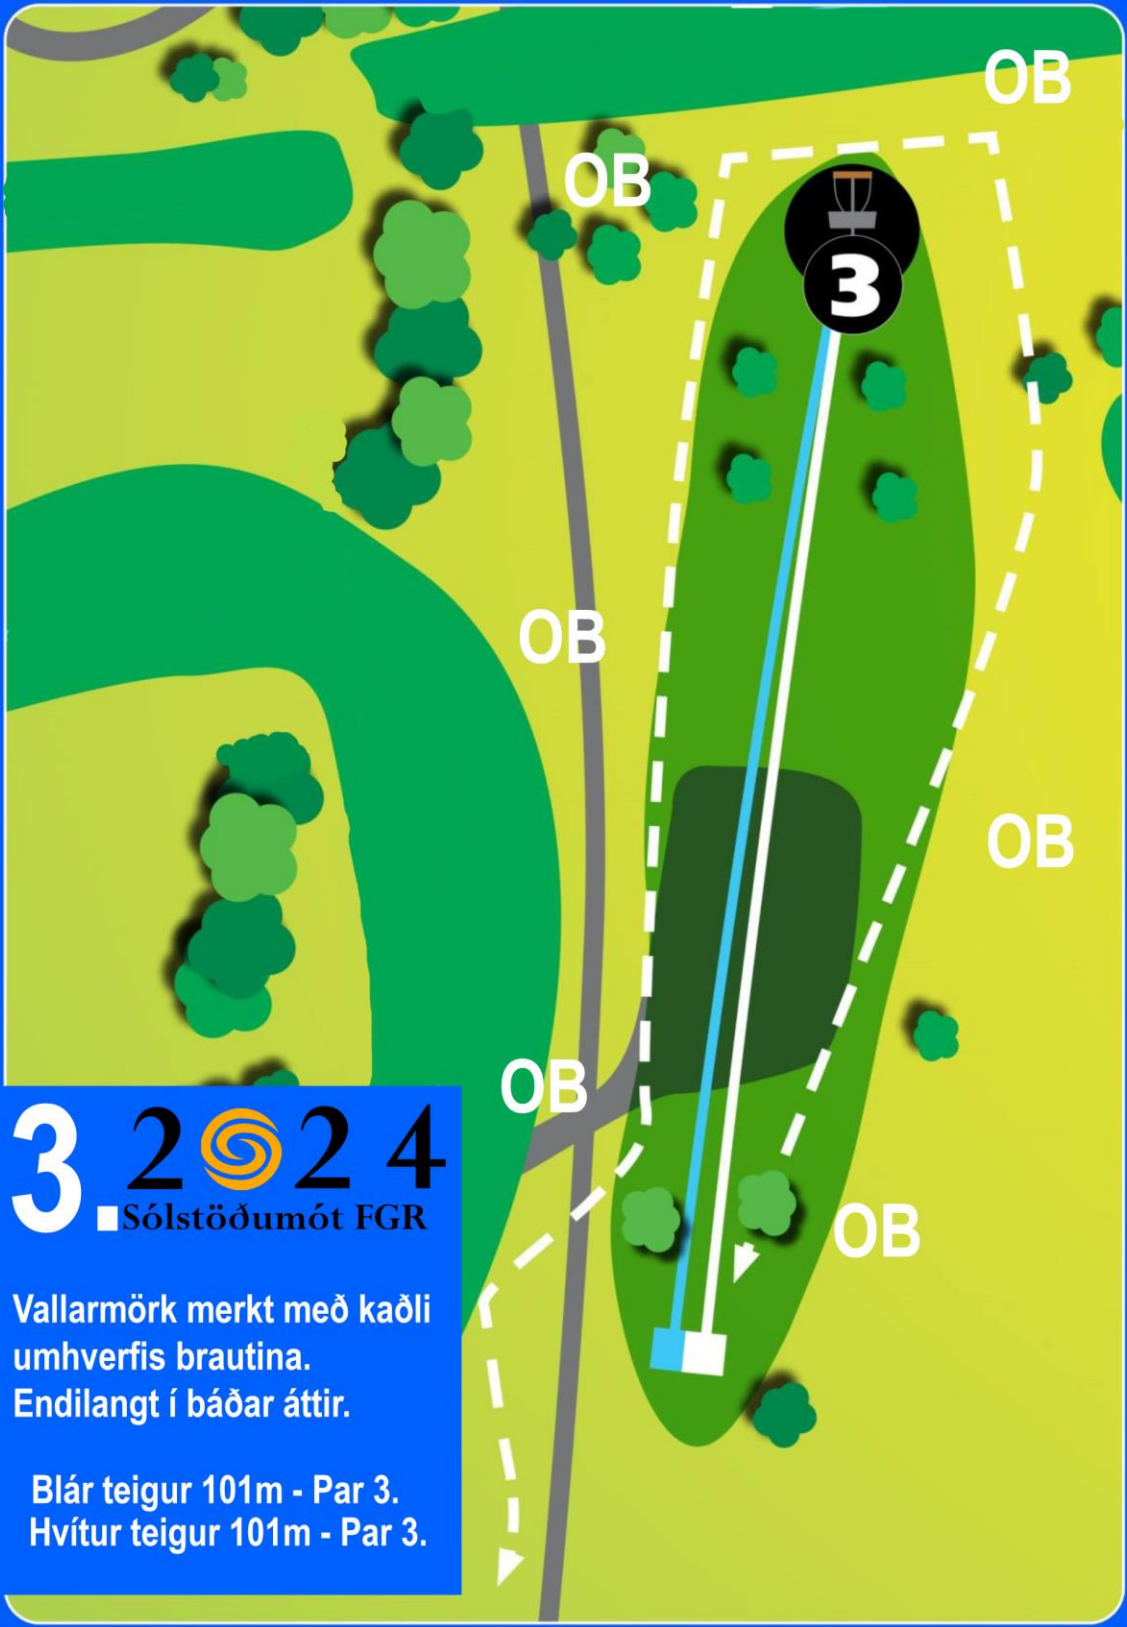 OB
OB
3
OB
OB
OB
OB
3.
2024
Sólstöðumót FGR
Vallarmörk merkt með kaðli
umhverfis brautina.
Endilangt í báðar áttir.
Blár teigur 101m - Par 3.
Hvítur teigur 101m - Par 3.